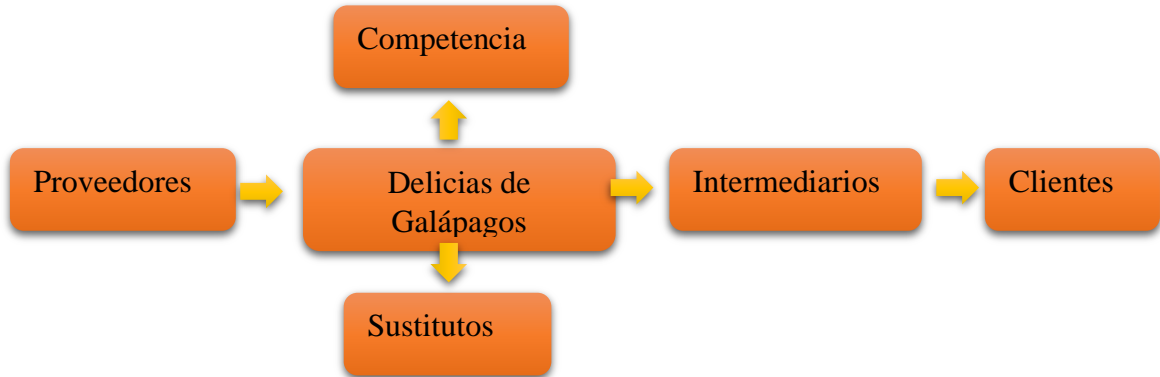 Competencia
Proveedores
Delicias de
Galápagos
Intermediarios
Clientes
Sustitutos